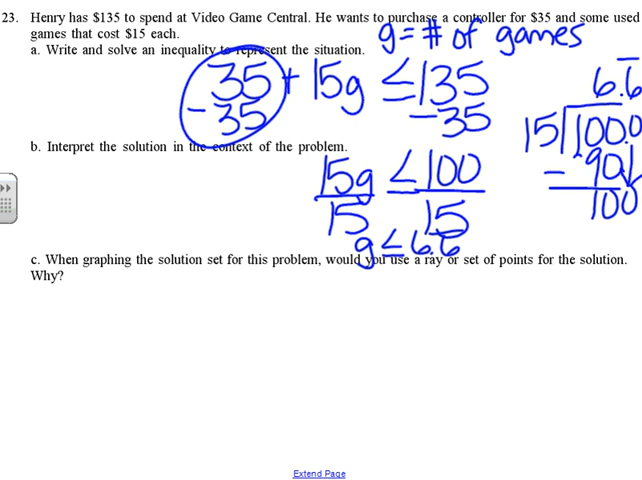 23. Henry has $135 to spend at Video Game Central. He wants to purchase a controller for $35 and some used
games that cost $15 each.
g = # of games
a. Write and solve an inequality to represent the situation.
35 + 15g ≤ 135
-35 -35
6.6̅
15)100.0
- 90
100
b. Interpret the solution in the context of the problem.
15g ≤ 100
15 15
g ≤ 6.6
c. When graphing the solution set for this problem, would you use a ray or set of points for the solution.
Why?
Extend Page